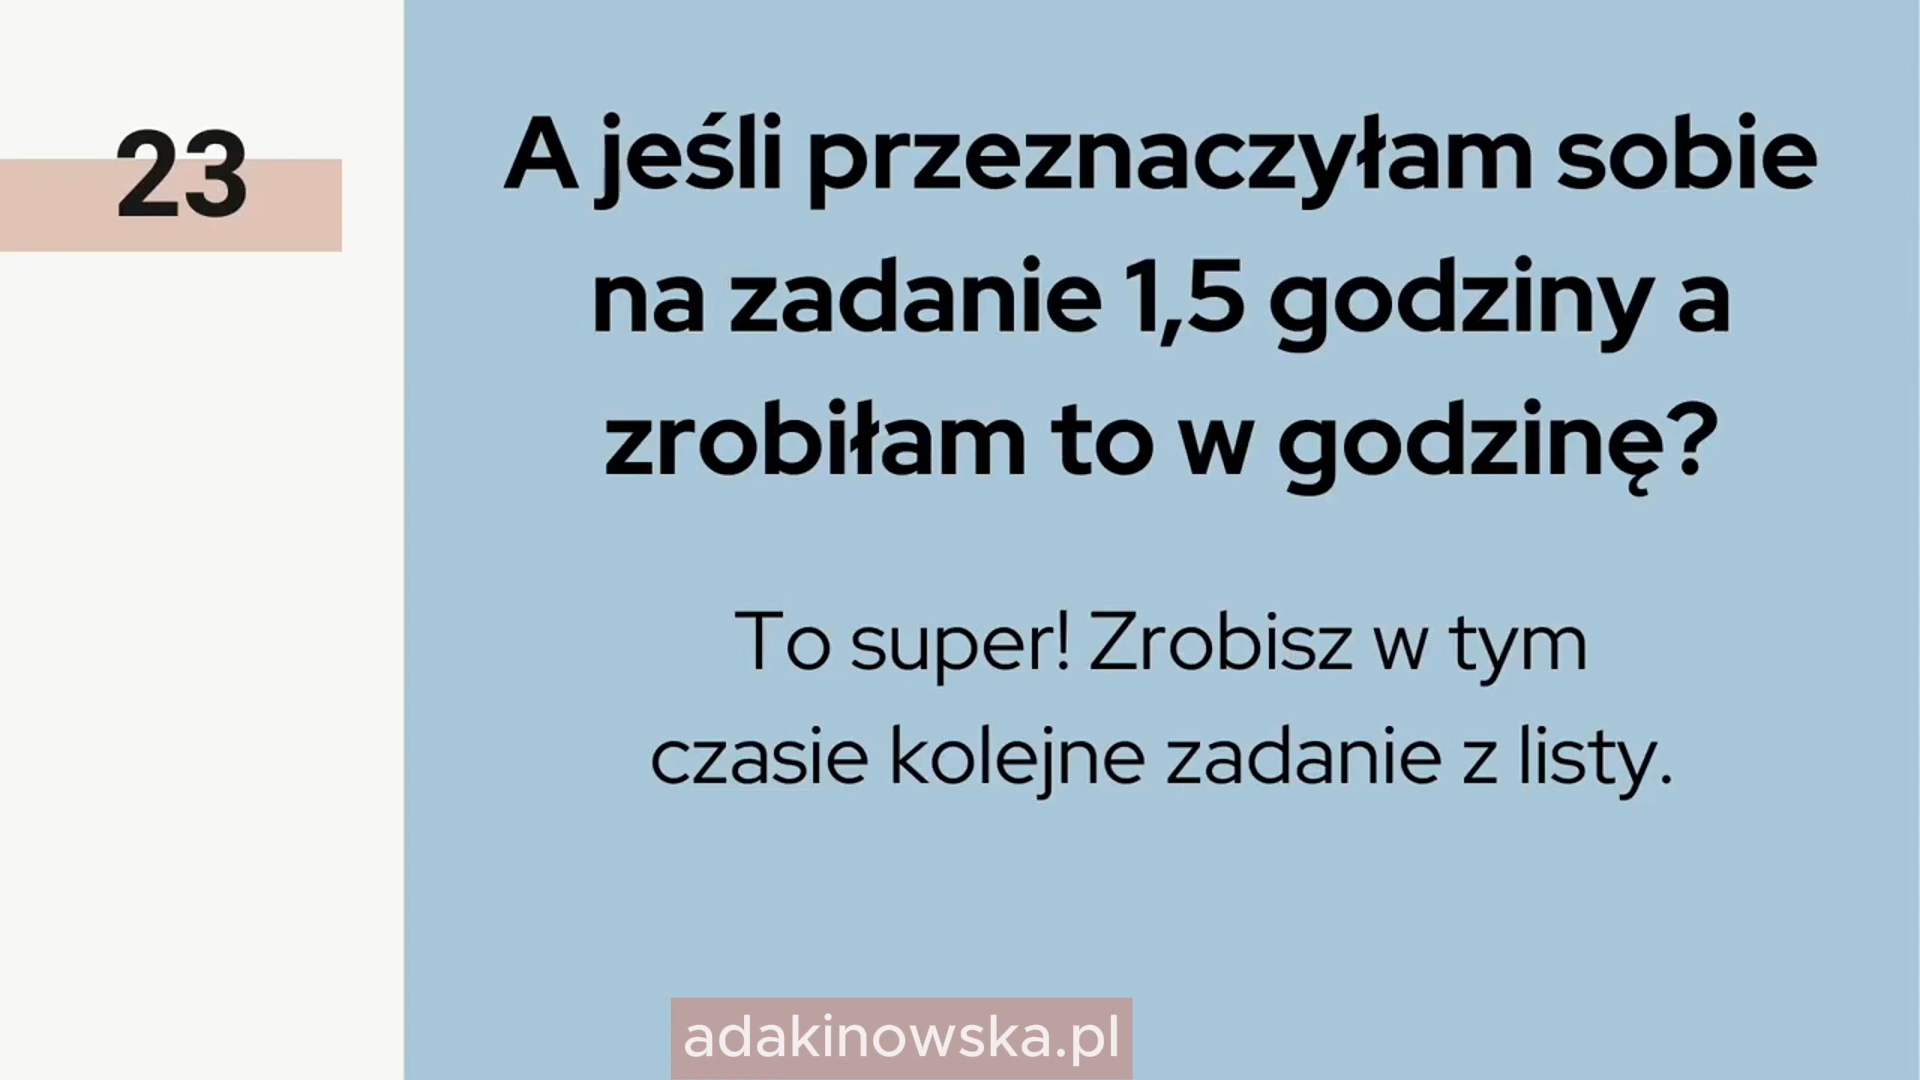 23
A jeśli przeznaczyłam sobie
na zadanie 1,5 godziny a
zrobiłam to w godzinę?
To super! Zrobisz w tym
czasie kolejne zadanie z listy.
adakinowska.pl